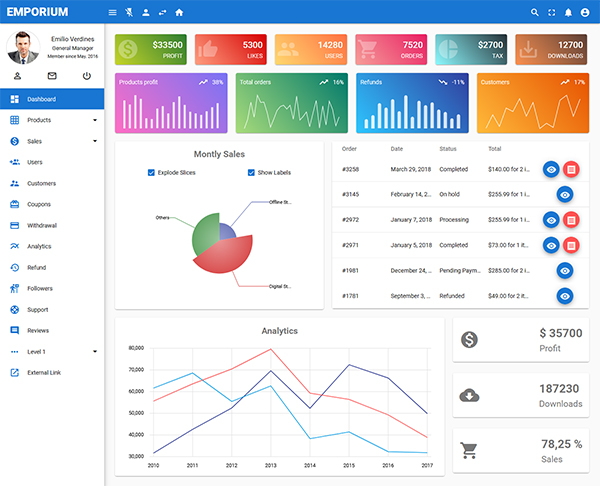 EMPORIUM
Emilio Verdines
General Manager
Member since May, 2018
Dashboard
Products
Sales
Users
Customers
Coupons
Withdrawal
Analytics
Refund
Followers
Support
Reviews
Level 1
External Link
$33500
PROFIT
5300
LIKES
14280
USERS
7520
ORDERS
$2700
TAX
12700
DOWNLOADS
Products profit 38%
Total orders 16%
Refunds -11%
Customers 17%
Montly Sales
Explode Slices Show Labels
Offline St...
Others
Digital St...
Order Date Status Total
#3258 March 29, 2018 Completed $140.00 for 2 i...
#3145 February 14, 2... On hold $255.99 for 1 i...
#2972 January 7, 2018 Processing $255.99 for 1 i...
#2971 January 5, 2018 Completed $73.00 for 1 it...
#1981 December 24, ... Pending Paym... $285.00 for 2 i...
#1781 September 3, ... Refunded $49.00 for 2 it...
Analytics
80,000
70,000
60,000
50,000
40,000
30,000
2010 2011 2012 2013 2014 2015 2016 2017
$ 35700
Profit
187230
Downloads
78,25 %
Sales